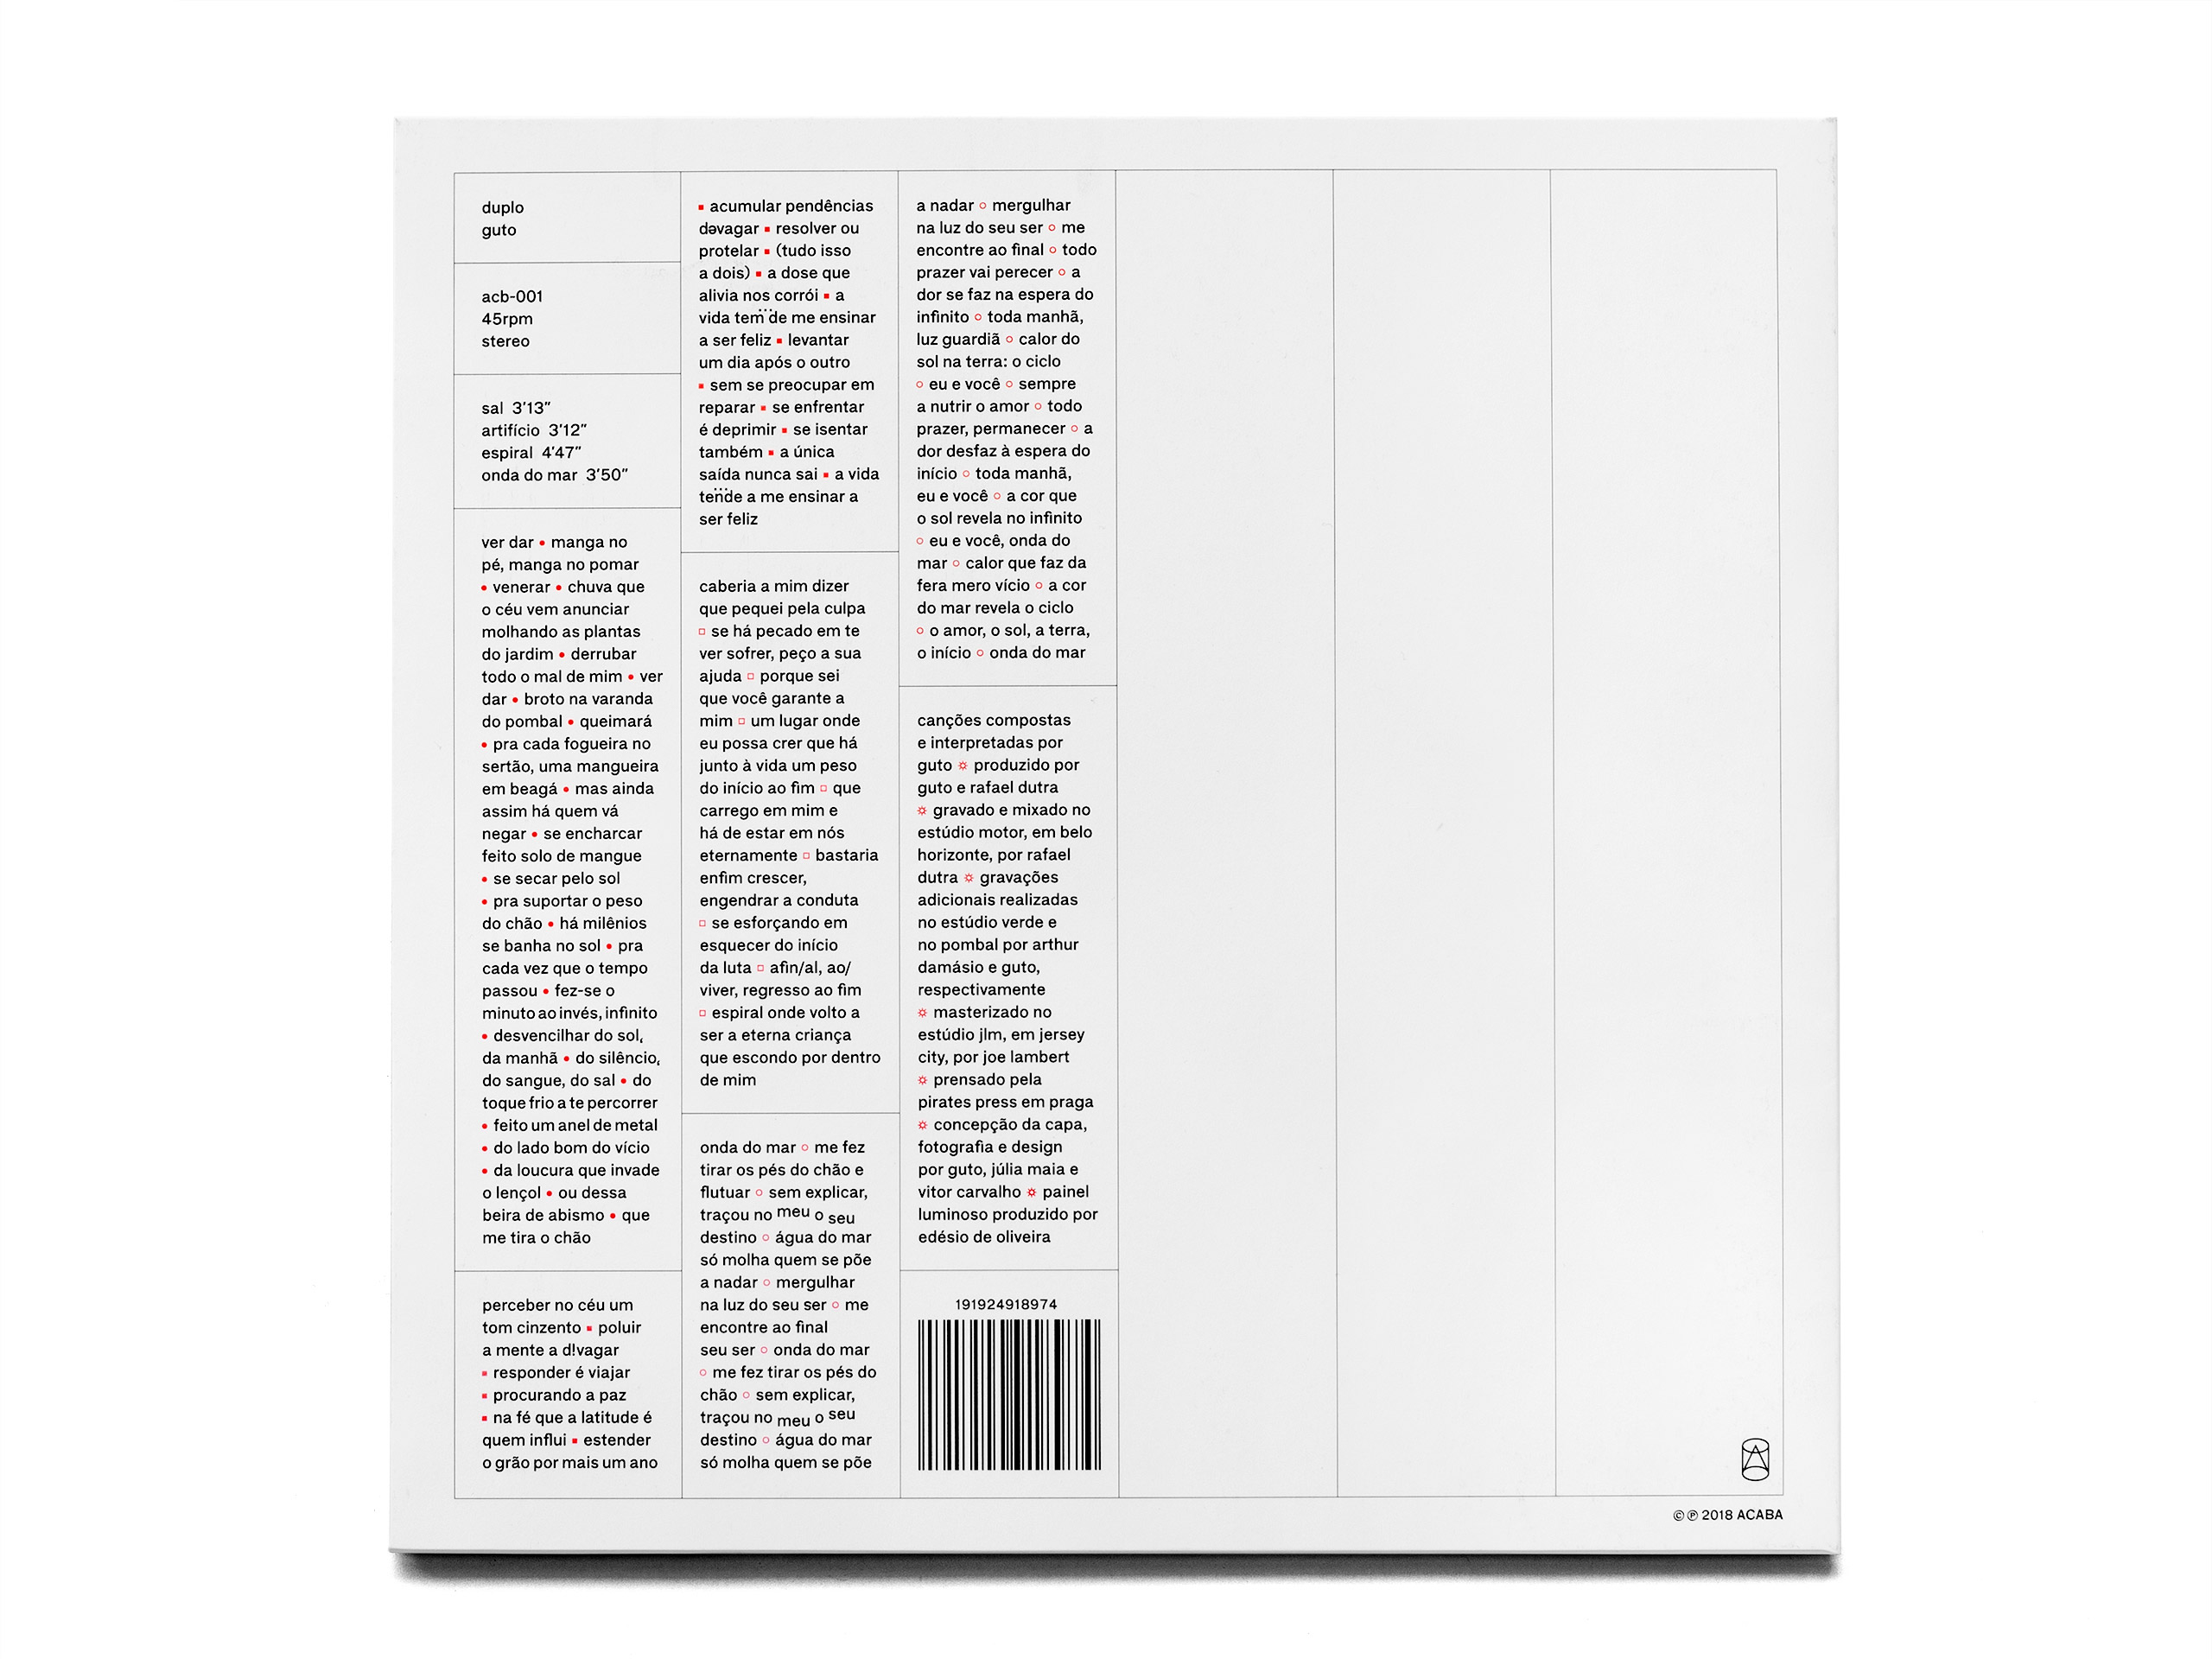 duplo
guto
acb-001
45rpm
stereo
sal 3'13"
artifício 3'12"
espiral 4'47"
onda do mar 3'50"
ver dar • manga no
pé, manga no pomar
• venerar • chuva que
o céu vem anunciar
molhando as plantas
do jardim • derrubar
todo o mal de mim • ver
dar • broto na varanda
do pombal • queimará
• pra cada fogueira no
sertão, uma mangueira
em beagá • mas ainda
assim há quem vá
negar • se encharcar
feito solo de mangue
• se secar pelo sol
• pra suportar o peso
do chão • há milênios
se banha no sol • pra
cada vez que o tempo
passou • fez-se o
minuto ao invés, infinito
• desvencilhar do sol,
da manhã • do silêncio,
do sangue, do sal • do
toque frio a te percorrer
• feito um anel de metal
• do lado bom do vício
• da loucura que invade
o lençol • ou dessa
beira de abismo • que
me tira o chão
perceber no céu um
tom cinzento ▪ poluir
a mente a d!vagar
▪ responder é viajar
▪ procurando a paz
▪ na fé que a latitude é
quem influi ▪ estender
o grão por mais um ano
▪ acumular pendências
dəvagar ▪ resolver ou
protelar ▪ (tudo isso
a dois) ▪ a dose que
alivia nos corrói ▪ a
vida tem de me ensinar
a ser feliz ▪ levantar
um dia após o outro
▪ sem se preocupar em
reparar ▪ se enfrentar
é deprimir ▪ se isentar
também ▪ a única
saída nunca sai ▪ a vida
tende a me ensinar a
ser feliz
caberia a mim dizer
que pequei pela culpa
▫ se há pecado em te
ver sofrer, peço a sua
ajuda ▫ porque sei
que você garante a
mim ▫ um lugar onde
eu possa crer que há
junto à vida um peso
do início ao fim ▫ que
carrego em mim e
há de estar em nós
eternamente ▫ bastaria
enfim crescer,
engendrar a conduta
▫ se esforçando em
esquecer do início
da luta ▫ afin/al, ao/
viver, regresso ao fim
▫ espiral onde volto a
ser a eterna criança
que escondo por dentro
de mim
onda do mar ○ me fez
tirar os pés do chão e
flutuar ○ sem explicar,
traçou no meu o seu
destino ○ água do mar
só molha quem se põe
a nadar ○ mergulhar
na luz do seu ser ○ me
encontre ao final
seu ser ○ onda do mar
○ me fez tirar os pés do
chão ○ sem explicar,
traçou no meu o seu
destino ○ água do mar
só molha quem se põe
a nadar ○ mergulhar
na luz do seu ser ○ me
encontre ao final ○ todo
prazer vai perecer ○ a
dor se faz na espera do
infinito ○ toda manhã,
luz guardiã ○ calor do
sol na terra: o ciclo
○ eu e você ○ sempre
a nutrir o amor ○ todo
prazer, permanecer ○ a
dor desfaz à espera do
início ○ toda manhã,
eu e você ○ a cor que
o sol revela no infinito
○ eu e você, onda do
mar ○ calor que faz da
fera mero vício ○ a cor
do mar revela o ciclo
○ o amor, o sol, a terra,
o início ○ onda do mar
canções compostas
e interpretadas por
guto ☼ produzido por
guto e rafael dutra
☼ gravado e mixado no
estúdio motor, em belo
horizonte, por rafael
dutra ☼ gravações
adicionais realizadas
no estúdio verde e
no pombal por arthur
damásio e guto,
respectivamente
☼ masterizado no
estúdio jlm, em jersey
city, por joe lambert
☼ prensado pela
pirates press em praga
☼ concepção da capa,
fotografia e design
por guto, júlia maia e
vitor carvalho ☼ painel
luminoso produzido por
edésio de oliveira
191924918974
©℗ 2018 ACABA